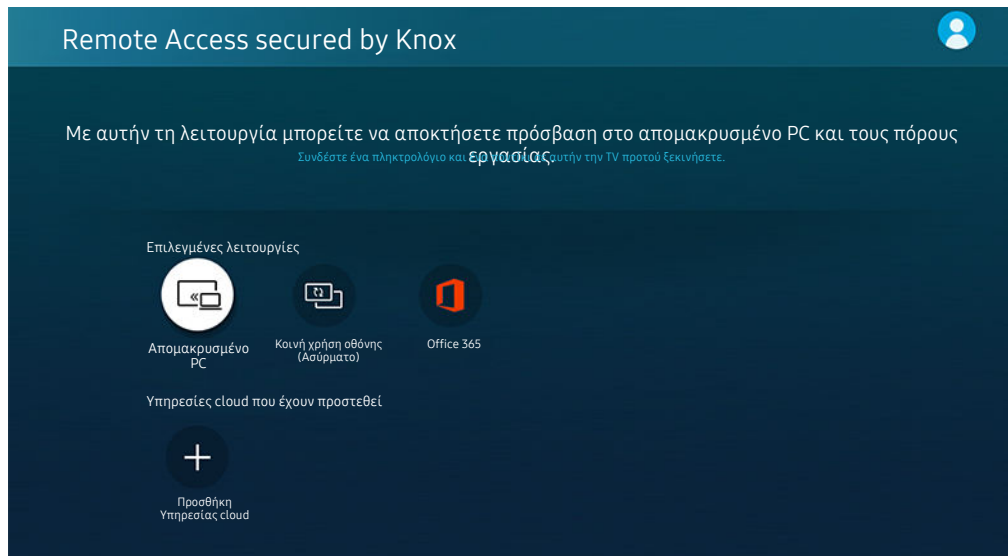 Remote Access secured by Knox
Με αυτήν τη λειτουργία μπορείτε να αποκτήσετε πρόσβαση στο απομακρυσμένο PC και τους πόρους
εργασίας.
Συνδέστε ένα πληκτρολόγιο και αυτήν την TV προτού ξεκινήσετε.
Επιλεγμένες λειτουργίες
Απομακρυσμένο
PC
Κοινή χρήση οθόνης
(Ασύρματο)
Office 365
Υπηρεσίες cloud που έχουν προστεθεί
Προσθήκη
Υπηρεσίας cloud